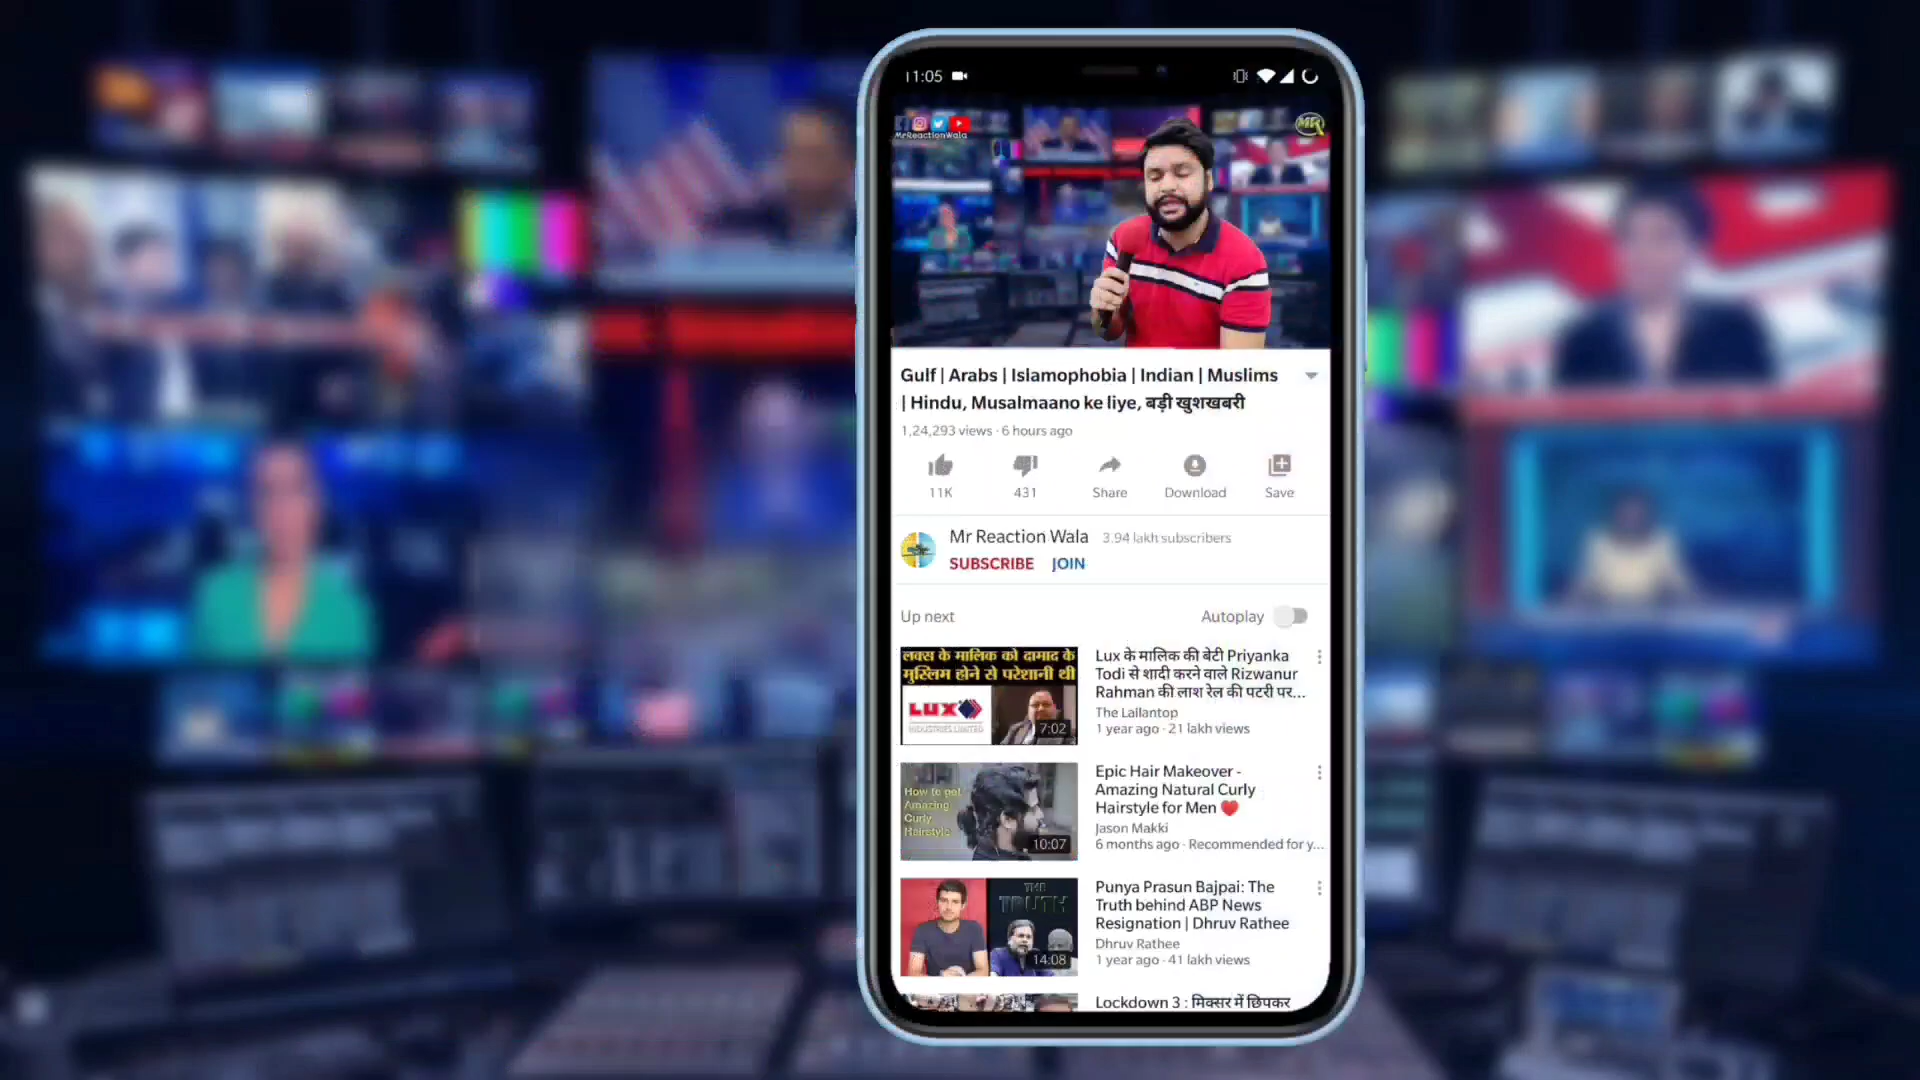 11:05
MrReactionWala
MR
Gulf | Arabs | Islamophobia | Indian | Muslims
| Hindu, Musalmaano ke liye, बड़ी खुशखबरी
1,24,293 views · 6 hours ago
11K
431
Share
Download
Save
Mr Reaction Wala
3.94 lakh subscribers
SUBSCRIBE
JOIN
Up next
Autoplay
लक्स के मालिक को दामाद के
मुस्लिम होने से परेशानी थी
LUX
INDUSTRIES LIMITED
7:02
Lux के मालिक की बेटी Priyanka
Todi से शादी करने वाले Rizwanur
Rahman की लाश रेल की पटरी पर...
The Lallantop
1 year ago · 21 lakh views
How to get
Amazing
Curly
Hairstyle
10:07
Epic Hair Makeover -
Amazing Natural Curly
Hairstyle for Men ❤️
Jason Makki
6 months ago · Recommended for y...
THE
TRUTH
14:08
Punya Prasun Bajpai: The
Truth behind ABP News
Resignation | Dhruv Rathee
Dhruv Rathee
1 year ago · 41 lakh views
Lockdown 3 : मिक्सर में छिपकर